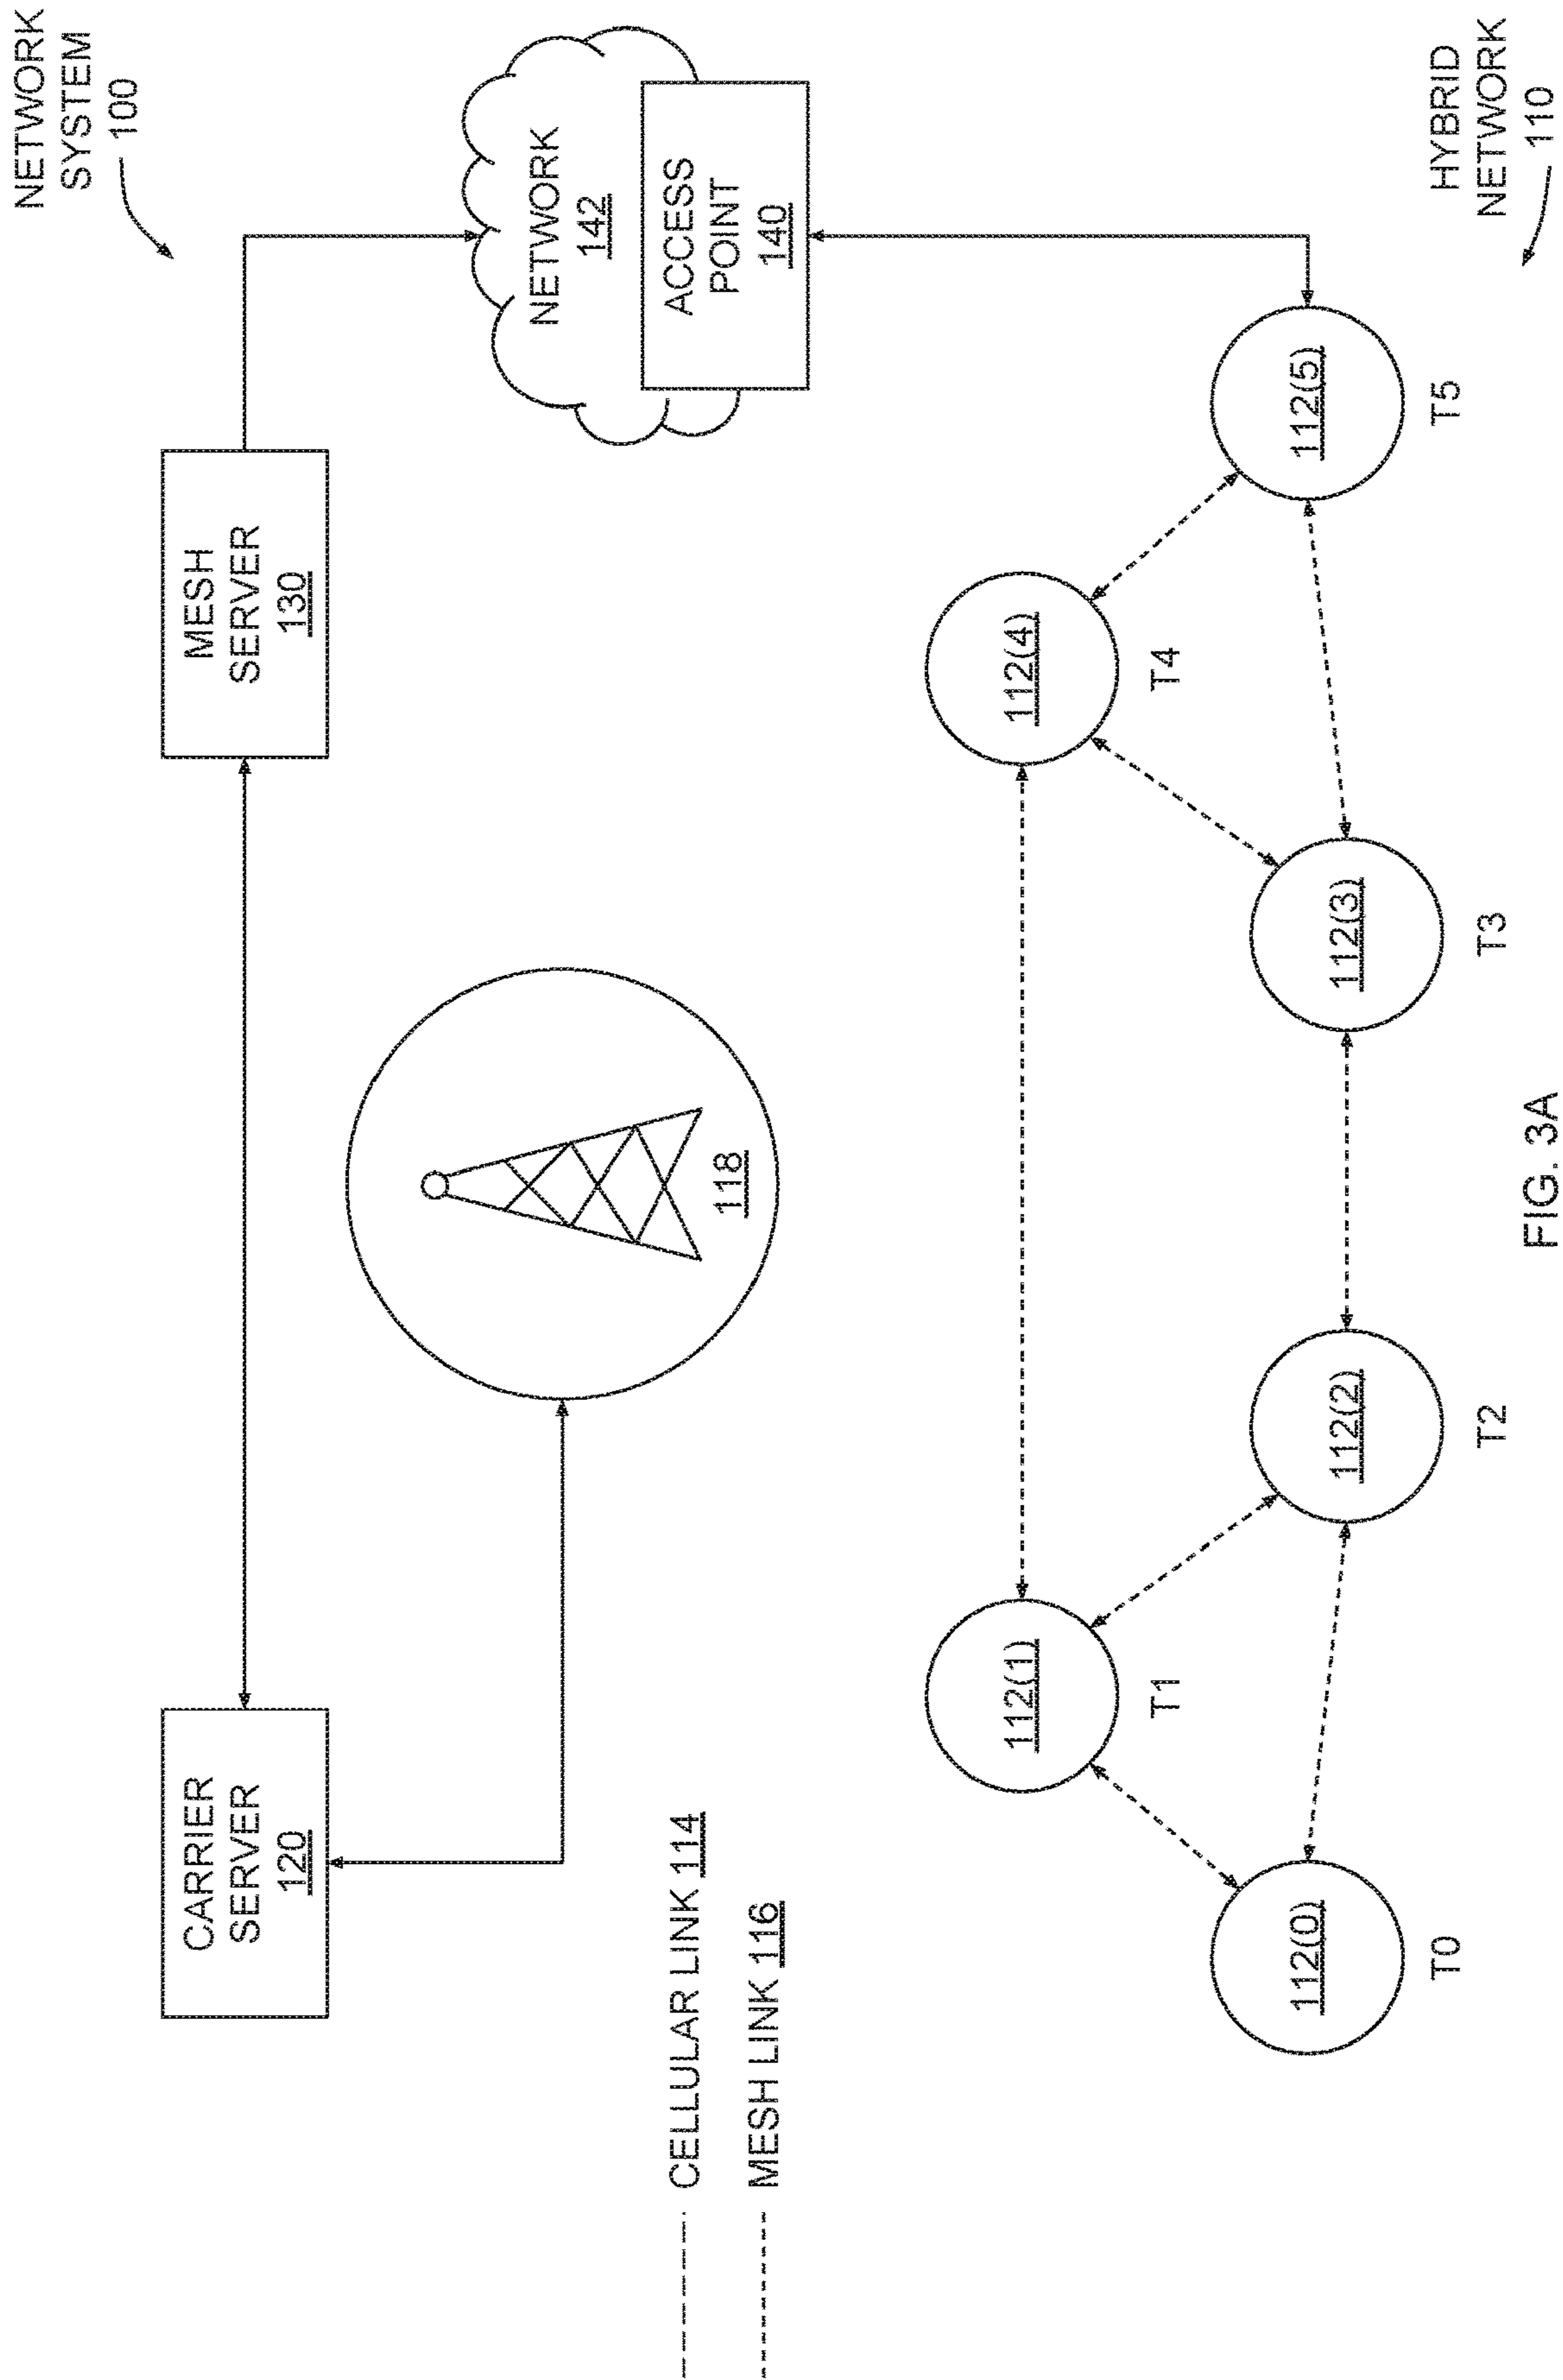 NETWORK
SYSTEM
100
CARRIER
SERVER
120
MESH
SERVER
130
NETWORK
142
ACCESS
POINT
140
118
CELLULAR LINK 114
MESH LINK 116
112(1)
T1
112(4)
T4
112(0)
T0
112(2)
T2
112(3)
T3
112(5)
T5
HYBRID
NETWORK
110
FIG. 3A